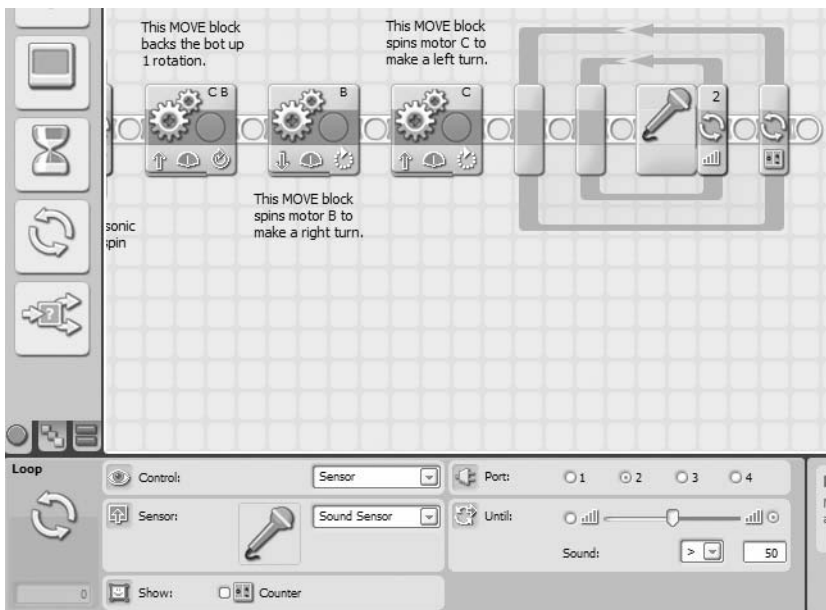 This MOVE block
backs the bot up
1 rotation.
This MOVE block
spins motor C to
make a left turn.
C B
B
C
2
This MOVE block
spins motor B to
make a right turn.
sonic
spin
Loop
Control:
Sensor
Port:
1
2
3
4
Sensor:
Sound Sensor
Until:
Sound:
>
50
0
Show:
Counter